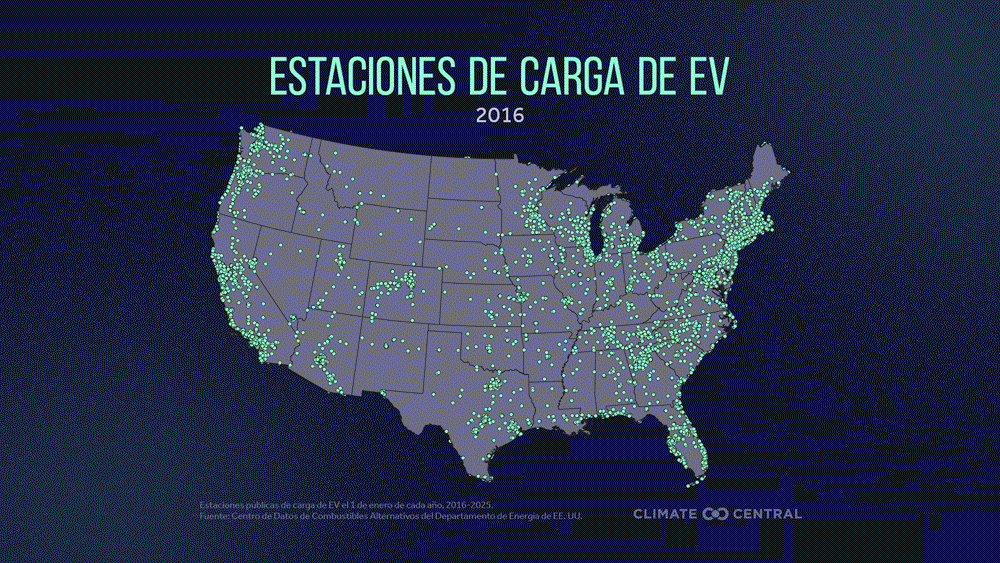 ESTACIONES DE CARGA DE EV
2016
Estaciones públicas de carga de EV el 1 de enero de cada año, 2016-2025.
Fuente: Centro de Datos de Combustibles Alternativos del Departamento de Energía de EE. UU.
CLIMATE CENTRAL